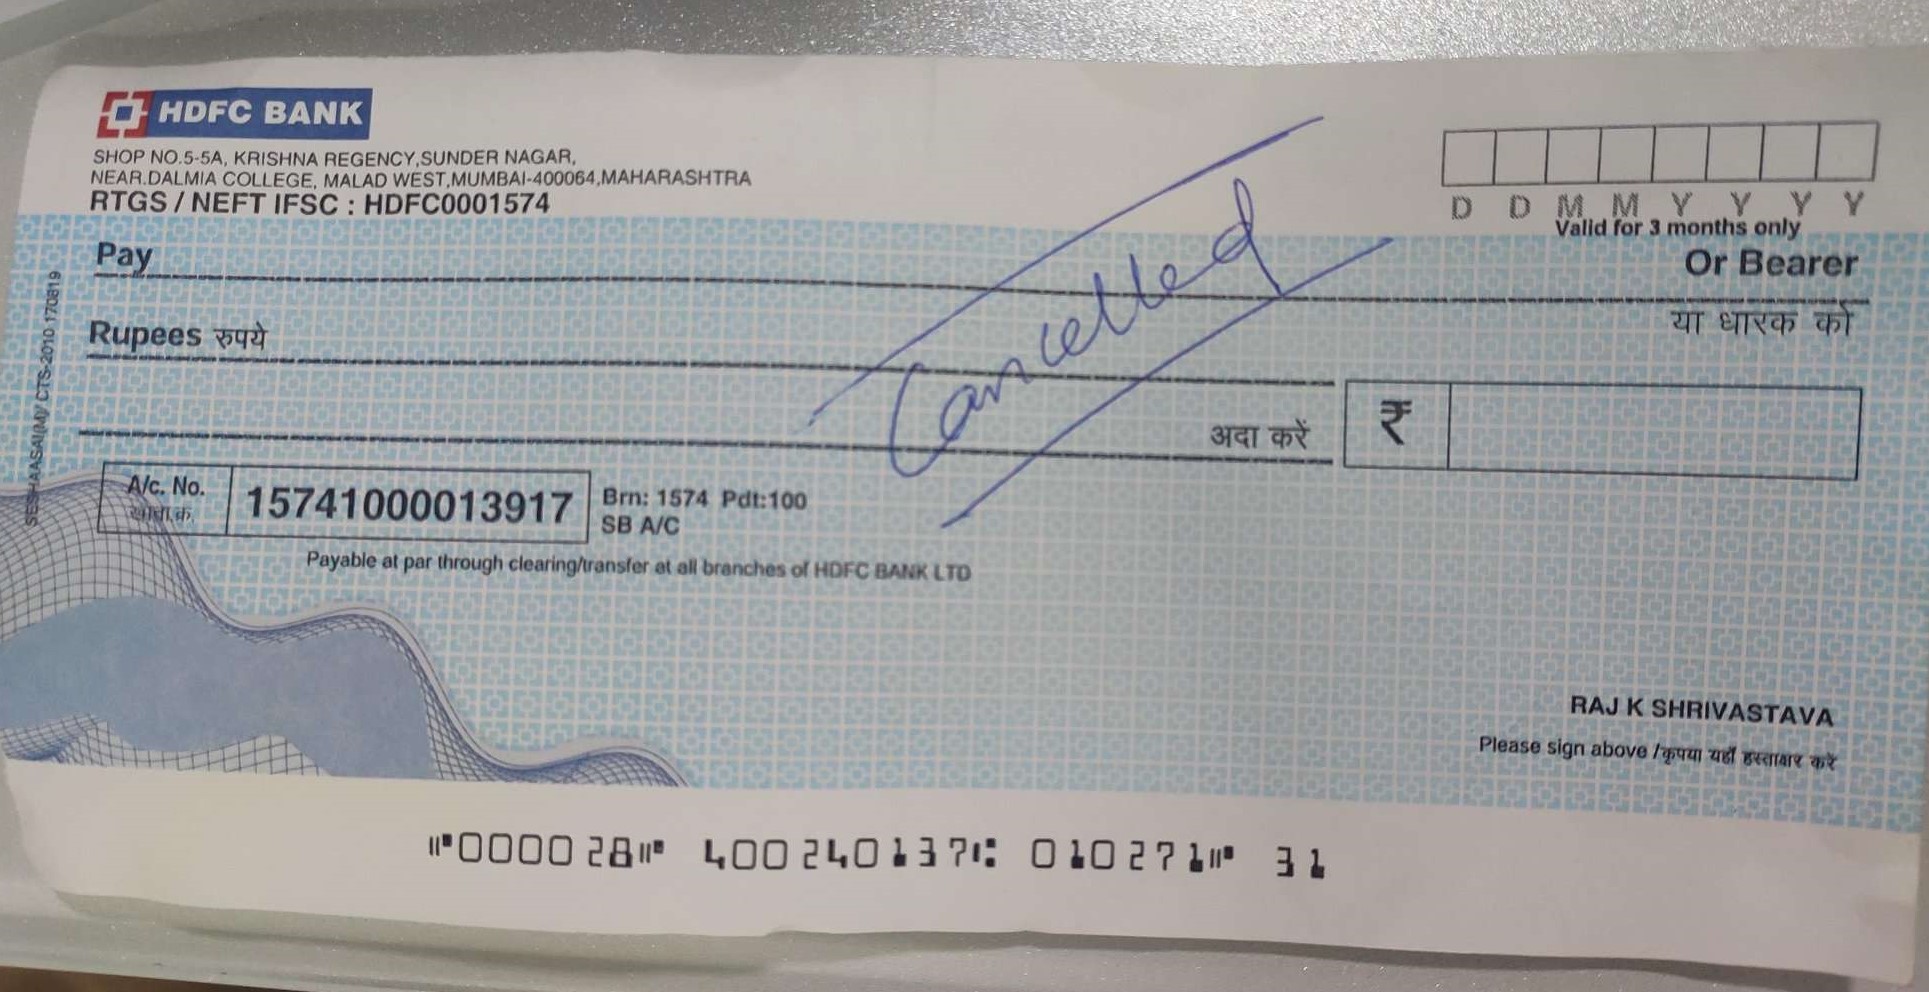 HDFC BANK
SHOP NO.5-5A, KRISHNA REGENCY,SUNDER NAGAR,
NEAR.DALMIA COLLEGE, MALAD WEST,MUMBAI-400064,MAHARASHTRA
RTGS / NEFT IFSC : HDFC0001574
D D M M Y Y Y Y
Valid for 3 months only
Pay
Or Bearer
या धारक को
Rupees रुपये
Cancelled
अदा करें
₹
A/c. No.
15741000013917
Brn: 1574 Pdt:100
SB A/C
Payable at par through clearing/transfer at all branches of HDFC BANK LTD
RAJ K SHRIVASTAVA
Please sign above /कृपया यहाँ हस्ताक्षर करें
⑈000028⑈ 400240137⑆ 010271⑈ 31
CTS-2010 170819